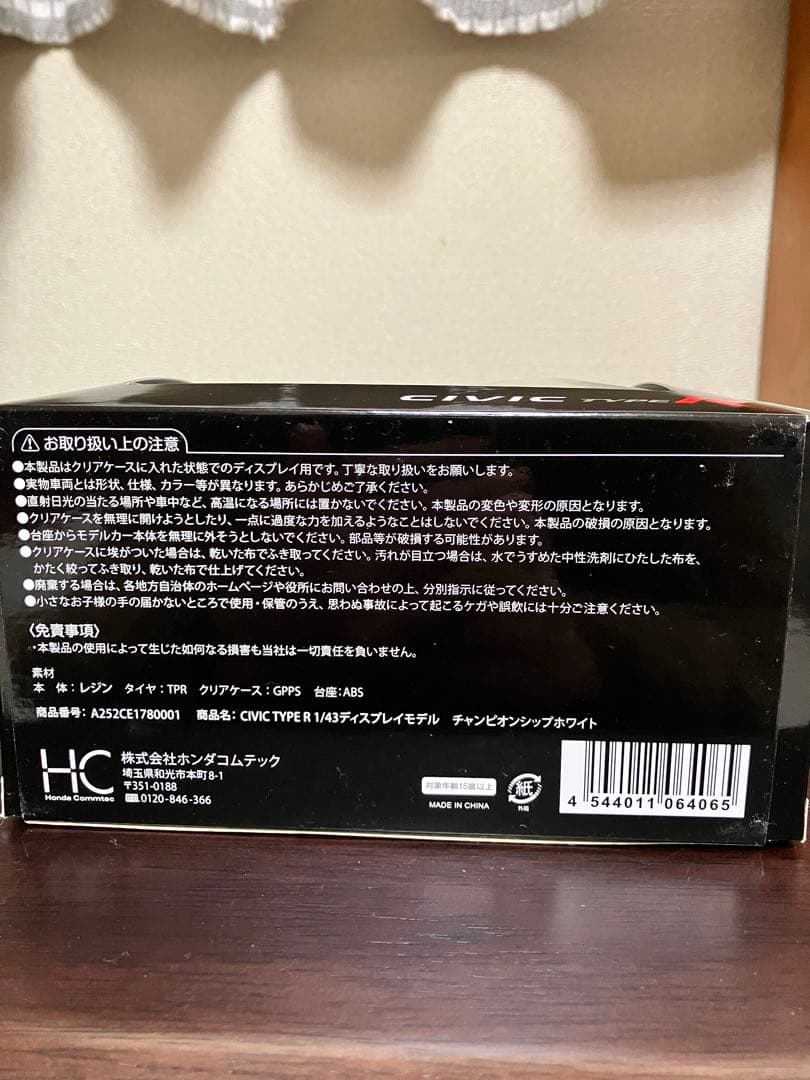 CIVIC TYPE R
お取り扱い上の注意
●本製品はクリアケースに入れた状態でのディスプレイ用です。丁寧な取り扱いをお願いします。
●実物車両とは形状、仕様、カラー等が異なります。あらかじめご了承ください。
●直射日光の当たる場所や車中など、高温になる場所には置かないでください。本製品の変色や変形の原因となります。
●クリアケースを無理に開けようとしたり、一点に過度な力を加えるようなことはしないでください。本製品の破損の原因となります。
●台座からモデルカー本体を無理に外そうとしないでください。部品等が破損する可能性があります。
●クリアケースに埃がついた場合は、乾いた布でふき取ってください。汚れが目立つ場合は、水でうすめた中性洗剤にひたした布を、
かたく絞ってふき取り、乾いた布で仕上げてください。
●廃棄する場合は、各地方自治体のホームページや役所にお問い合わせの上、分別指示に従ってください。
●小さなお子様の手の届かないところで使用・保管のうえ、思わぬ事故によって起こるケガや誤飲には十分ご注意ください。
〈免責事項〉
・本製品の使用によって生じた如何なる損害も当社は一切責任を負いません。
素材
本 体:レジン タイヤ:TPR クリアケース:GPPS 台座:ABS
商品番号:A252CE1780001 商品名:CIVIC TYPE R 1/43ディスプレイモデル チャンピオンシップホワイト
HC
Honda Commtec
株式会社ホンダコムテック
埼玉県和光市本町8-1
〒351-0188
0120-846-366
対象年齢15歳以上
MADE IN CHINA
紙
外箱
4 544011 064065